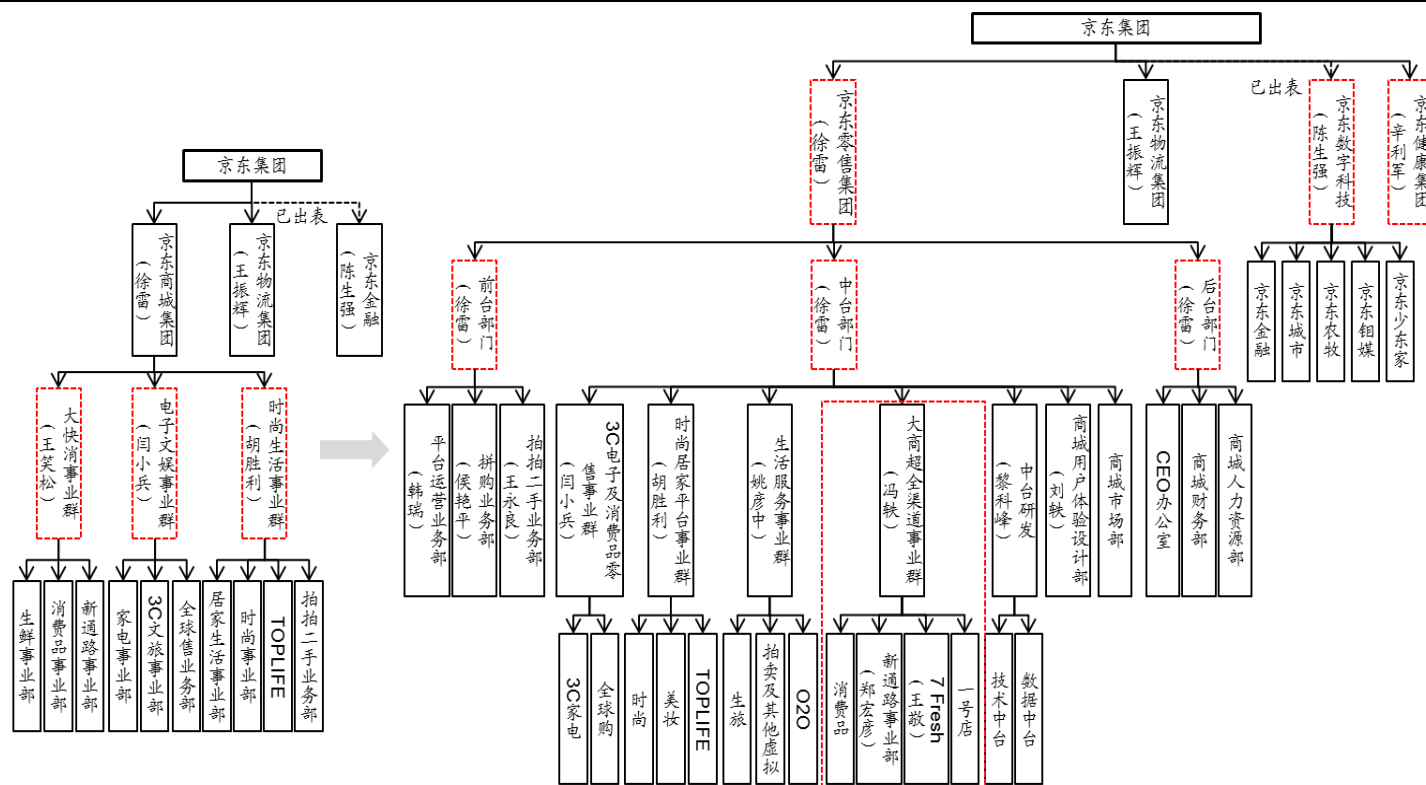 京东集团
已出表
京东商城集团
（徐雷）
京东物流集团
（王振辉）
京东金融
（陈生强）
大快消事业群
（王笑松）
电子文娱事业群
（闫小兵）
时尚生活事业群
（胡胜利）
生鲜事业部
消费品事业部
新通路事业部
家电事业部
3C文旅事业部
全球售业务部
居家生活事业部
时尚事业部
TOPLIFE
拍拍二手业务部
京东集团
已出表
京东零售集团
（徐雷）
京东物流集团
（王振辉）
京东数字科技
（陈生强）
京东健康集团
（辛利军）
前台部门
（徐雷）
中台部门
（徐雷）
后台部门
（徐雷）
京东金融
京东城市
京东农牧
京东钼媒
京东少东家
平台运营业务部
（韩瑞）
拼购业务部
（侯艳平）
拍拍二手业务部
（王永良）
3C电子及消费品零
售事业群
（闫小兵）
时尚居家平台事业群
（胡胜利）
生活服务事业群
（姚彦中）
大商超全渠道事业群
（冯轶）
中台研发
（黎科峰）
商城用户体验设计部
（刘轶）
商城市场部
CEO办公室
商城财务部
商城人力资源部
3C家电
全球购
时尚
美妆
TOPLIFE
生旅
拍卖及其他虚拟
O2O
消费品
新通路事业部
（郑宏彦）
7 Fresh
（王敬）
一号店
技术中台
数据中台